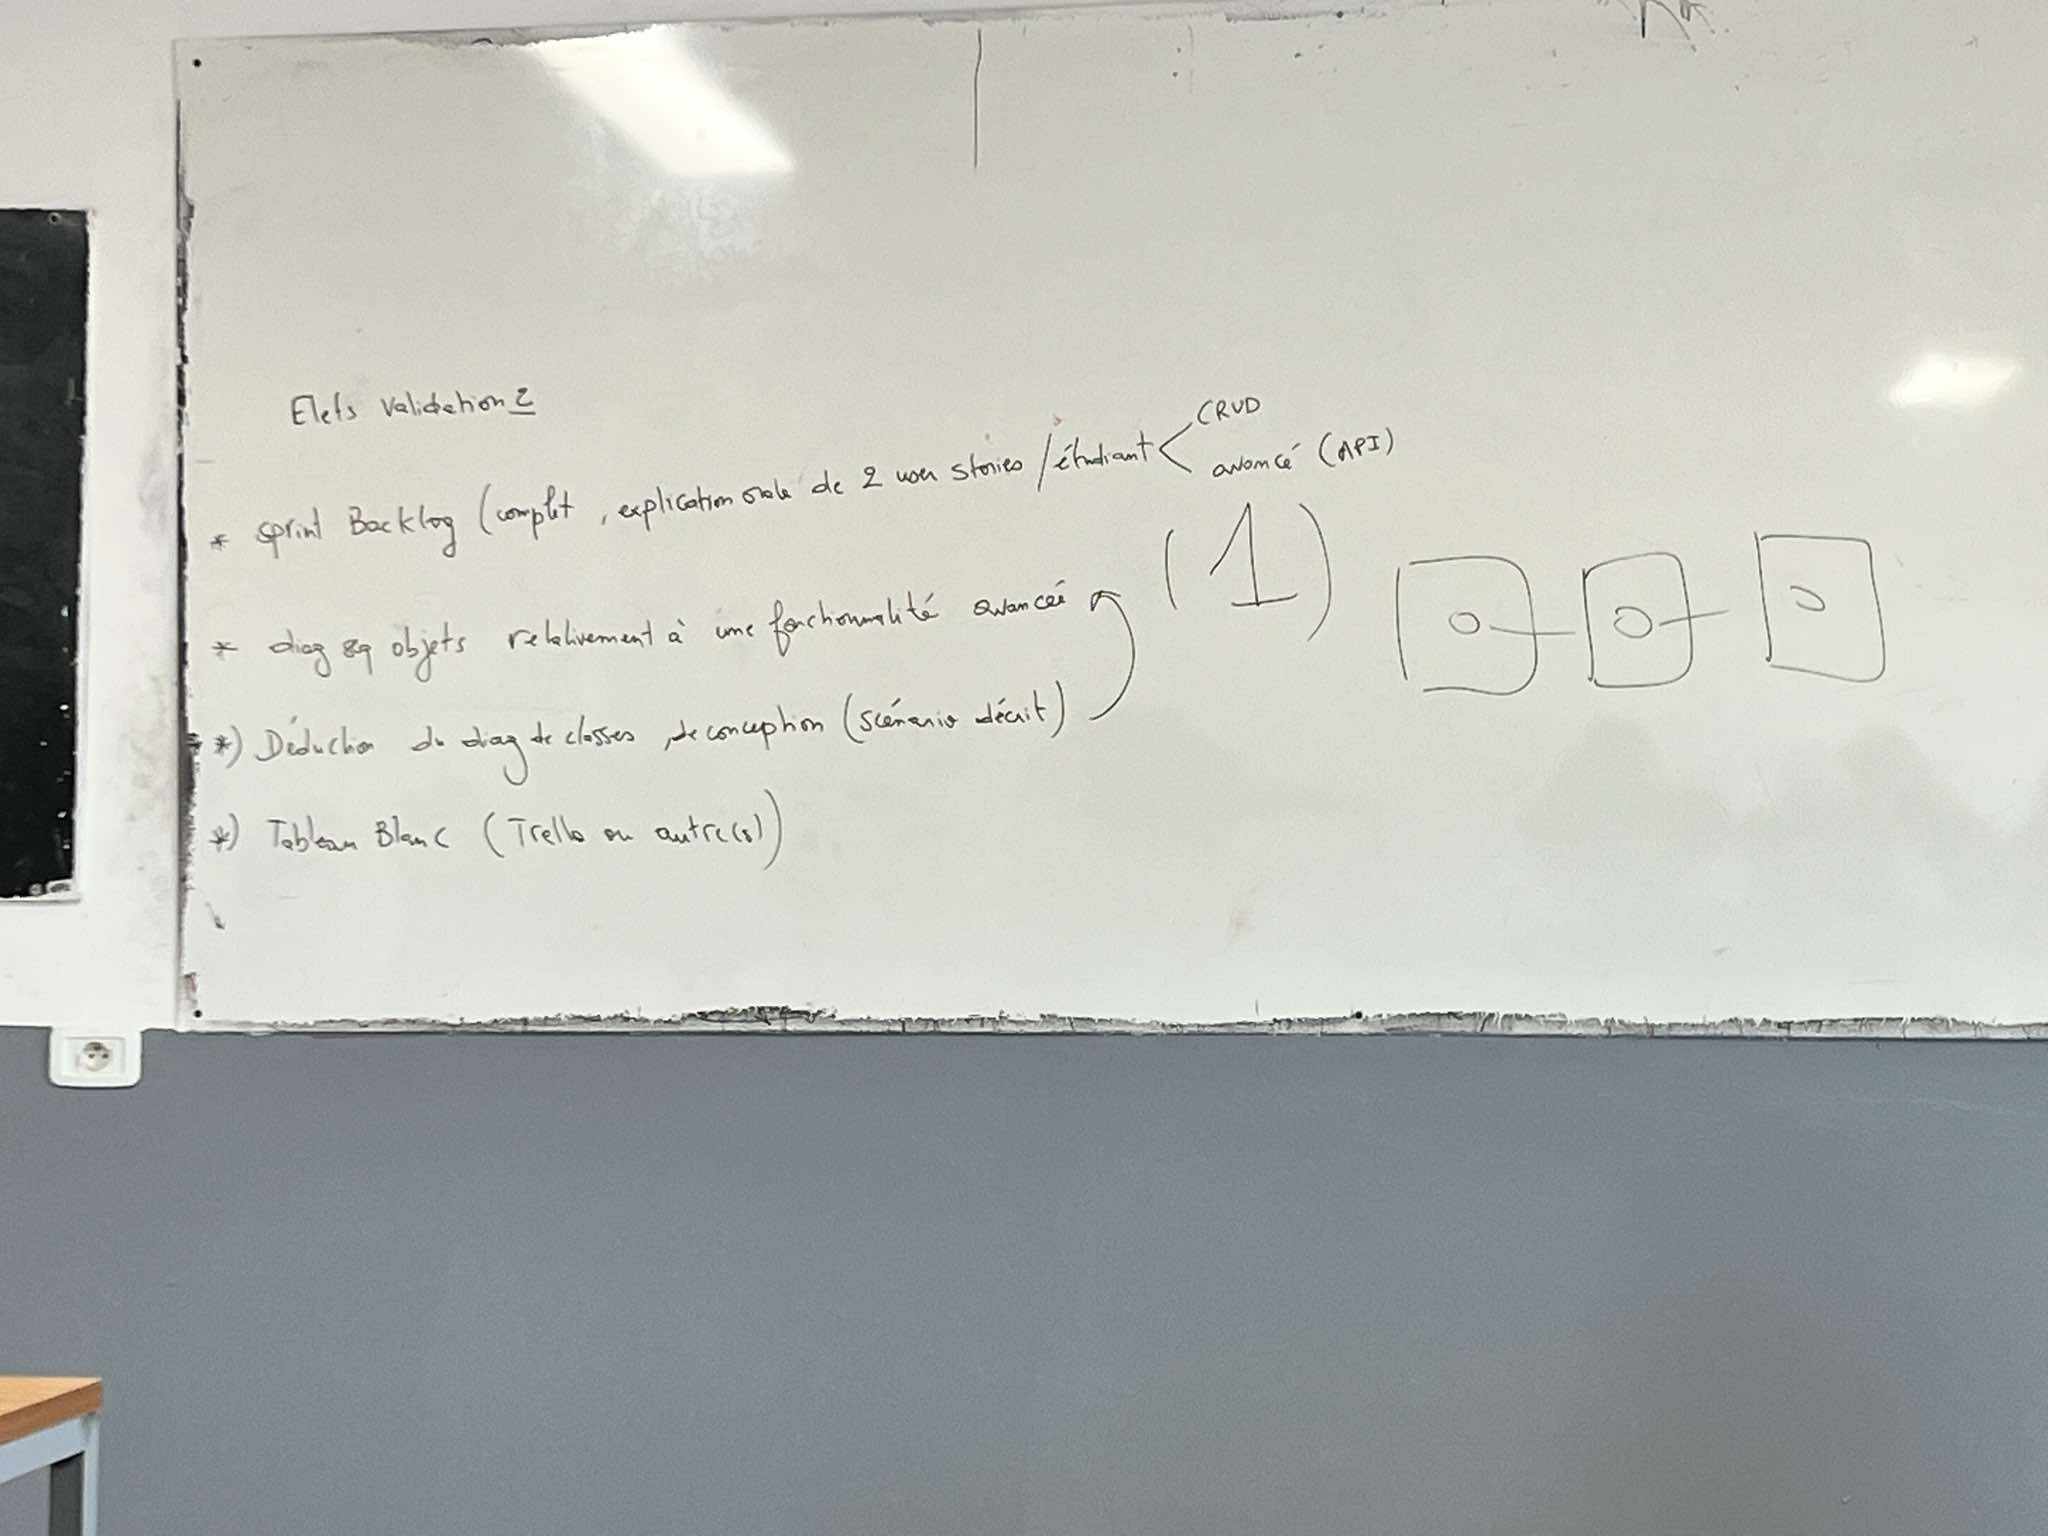 Elets Validation 2
* sprint Backlog (complet, explication orale de 2 user stories / étudiant < CRUD
avancé (API)
* diag sq objets relativement à une fonctionnalité avancée (1)
*) Déduction du diag de classes, de conception (scénario décrit)
*) Tableau Blanc (Trello ou autre(s))